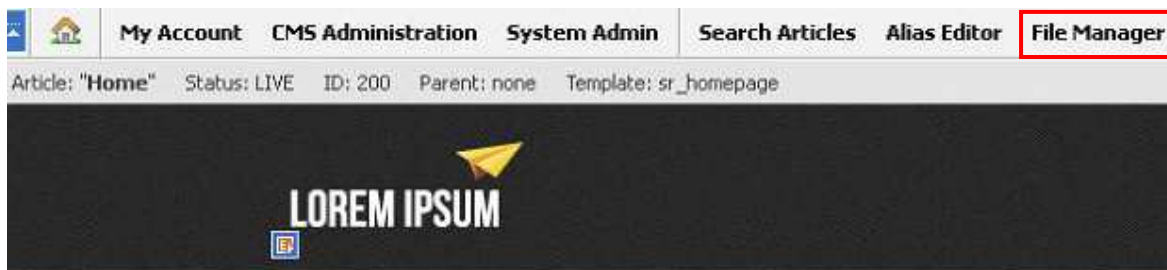 My Account CMS Administration System Admin Search Articles Alias Editor File Manager
Article: "Home" Status: LIVE ID: 200 Parent: none Template: sr_homepage
LOREM IPSUM